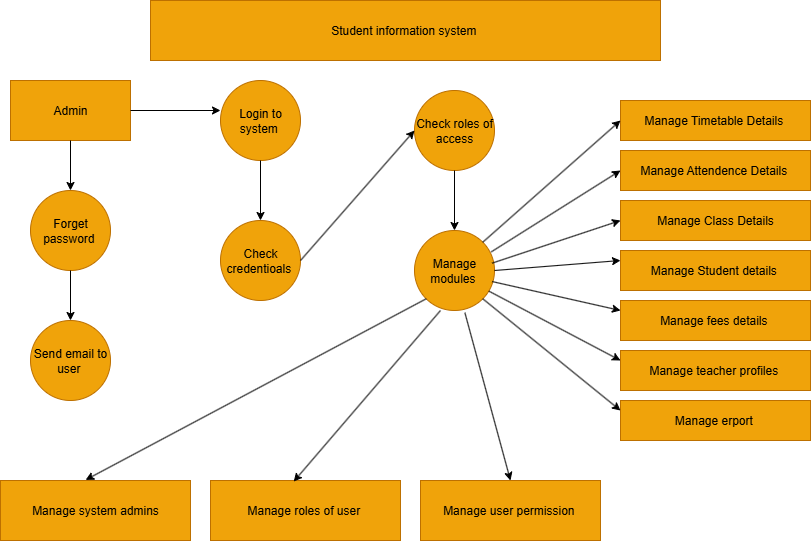 Student information system
Admin
Login to
system
Check roles of
access
Manage Timetable Details
Manage Attendence Details
Manage Class Details
Forget
password
Check
credentioals
Manage
modules
Manage Student details
Manage fees details
Send email to
user
Manage teacher profiles
Manage erport
Manage system admins
Manage roles of user
Manage user permission